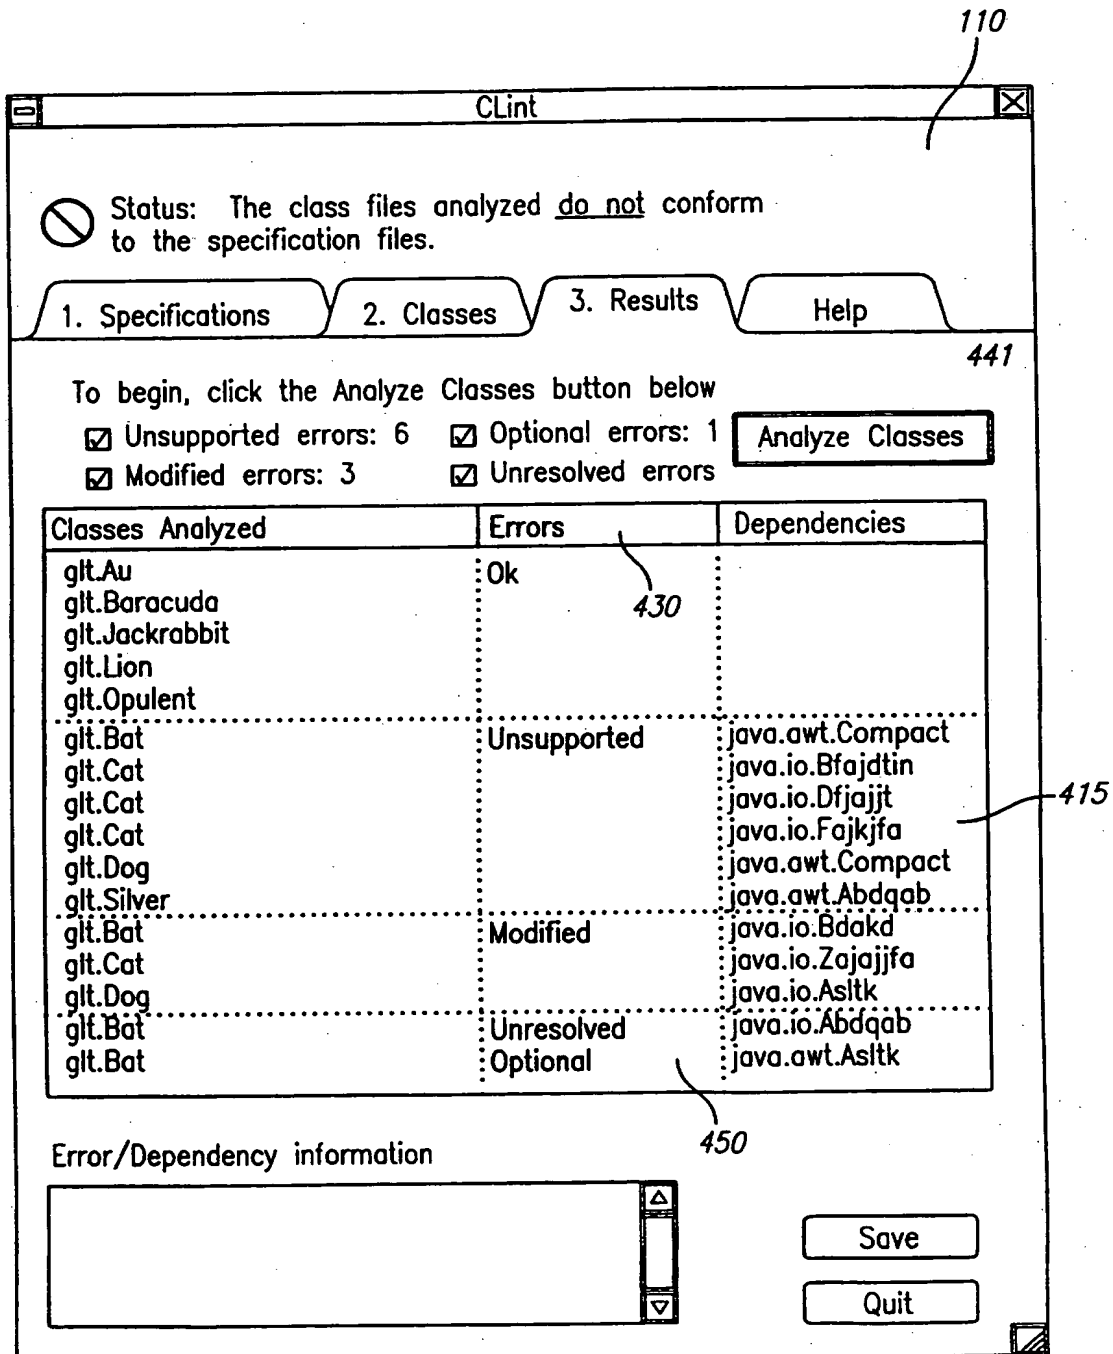 110
CLint
Status: The class files analyzed do not conform
to the specification files.
1. Specifications 2. Classes 3. Results Help
441
To begin, click the Analyze Classes button below
Unsupported errors: 6 Optional errors: 1 Analyze Classes
Modified errors: 3 Unresolved errors
Classes Analyzed Errors Dependencies
glt.Au Ok
glt.Baracuda 430
glt.Jackrabbit
glt.Lion
glt.Opulent
glt.Bat Unsupported java.awt.Compact
glt.Cat java.io.Bfajdtin
glt.Cat java.io.Dfjajjt 415
glt.Cat java.io.Fajkjfa
glt.Dog java.awt.Compact
glt.Silver java.awt.Abdqab
glt.Bat Modified java.io.Bdakd
glt.Cat java.io.Zajajjfa
glt.Dog java.io.Asltk
glt.Bat Unresolved java.io.Abdqab
glt.Bat Optional java.awt.Asltk
450
Error/Dependency information
Save
Quit